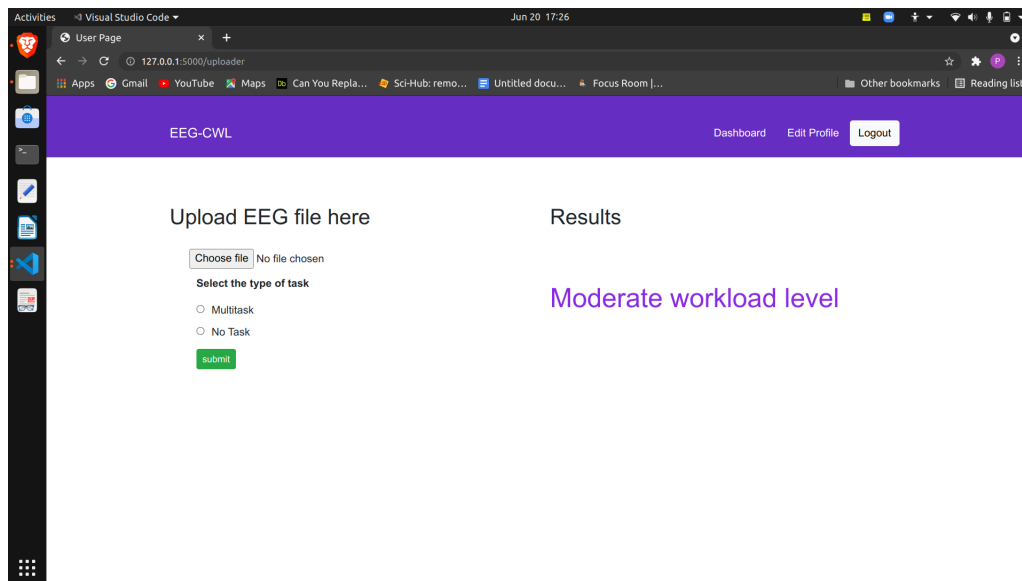 Activities Visual Studio Code Jun 20 17:26
User Page
127.0.0.1:5000/uploader
Apps Gmail YouTube Maps Can You Repla... Sci-Hub: remo... Untitled docu... Focus Room |... Other bookmarks Reading list
EEG-CWL Dashboard Edit Profile Logout
Upload EEG file here
Choose file No file chosen
Select the type of task
Multitask
No Task
submit
Results
Moderate workload level